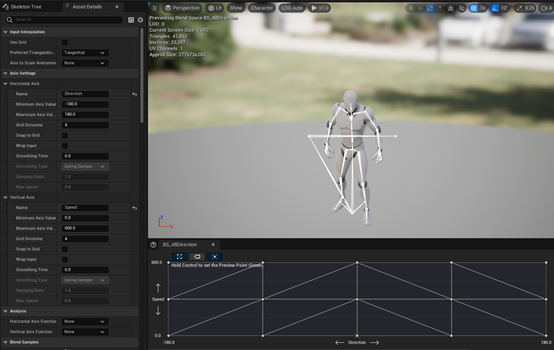 Skeleton Tree
Asset Details
Perspective
Lit
Show
Character
LOD Auto
x1.0
10
10°
0.25
4
Search
Previewing Blend Space BS_AllDirection
LOD: 0
Current Screen Size:
Triangles: 41,052
Vertices: 23,297
UV Channels: 1
Approx Size: 277x72x203
Input Interpolation
Use Grid
Preferred Triangulatio..
Tangential
Axis to Scale Animation
None
Axis Settings
Horizontal Axis
Name
Direction
Minimum Axis Value
-180.0
Maximum Axis Val..
180.0
Grid Divisions
4
Snap to Grid
Wrap Input
Smoothing Time
0.0
Smoothing Type
Spring Damper
Damping Ratio
1.0
Max Speed
0.0
Vertical Axis
Name
Speed
Minimum Axis Value
0.0
Maximum Axis Val..
600.0
Grid Divisions
4
Snap to Grid
Wrap Input
Smoothing Time
0.0
Smoothing Type
Spring Damper
Damping Ratio
1.0
Max Speed
0.0
Analysis
Horizontal Axis Function
None
Vertical Axis Function
None
Blend Samples
Z
X
BS_AllDirection
Hold Control to set the Preview Point (Green)
600.0
Speed
0.0
-180.0
Direction
180.0